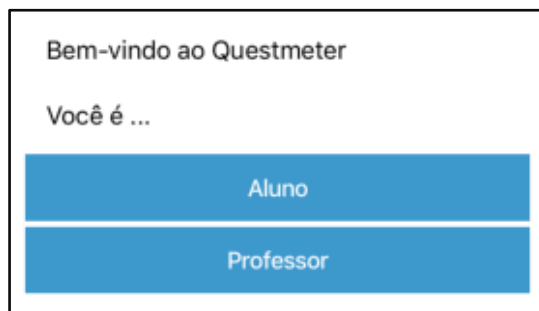 Bem-vindo ao Questmeter
Você é ...
Aluno
Professor